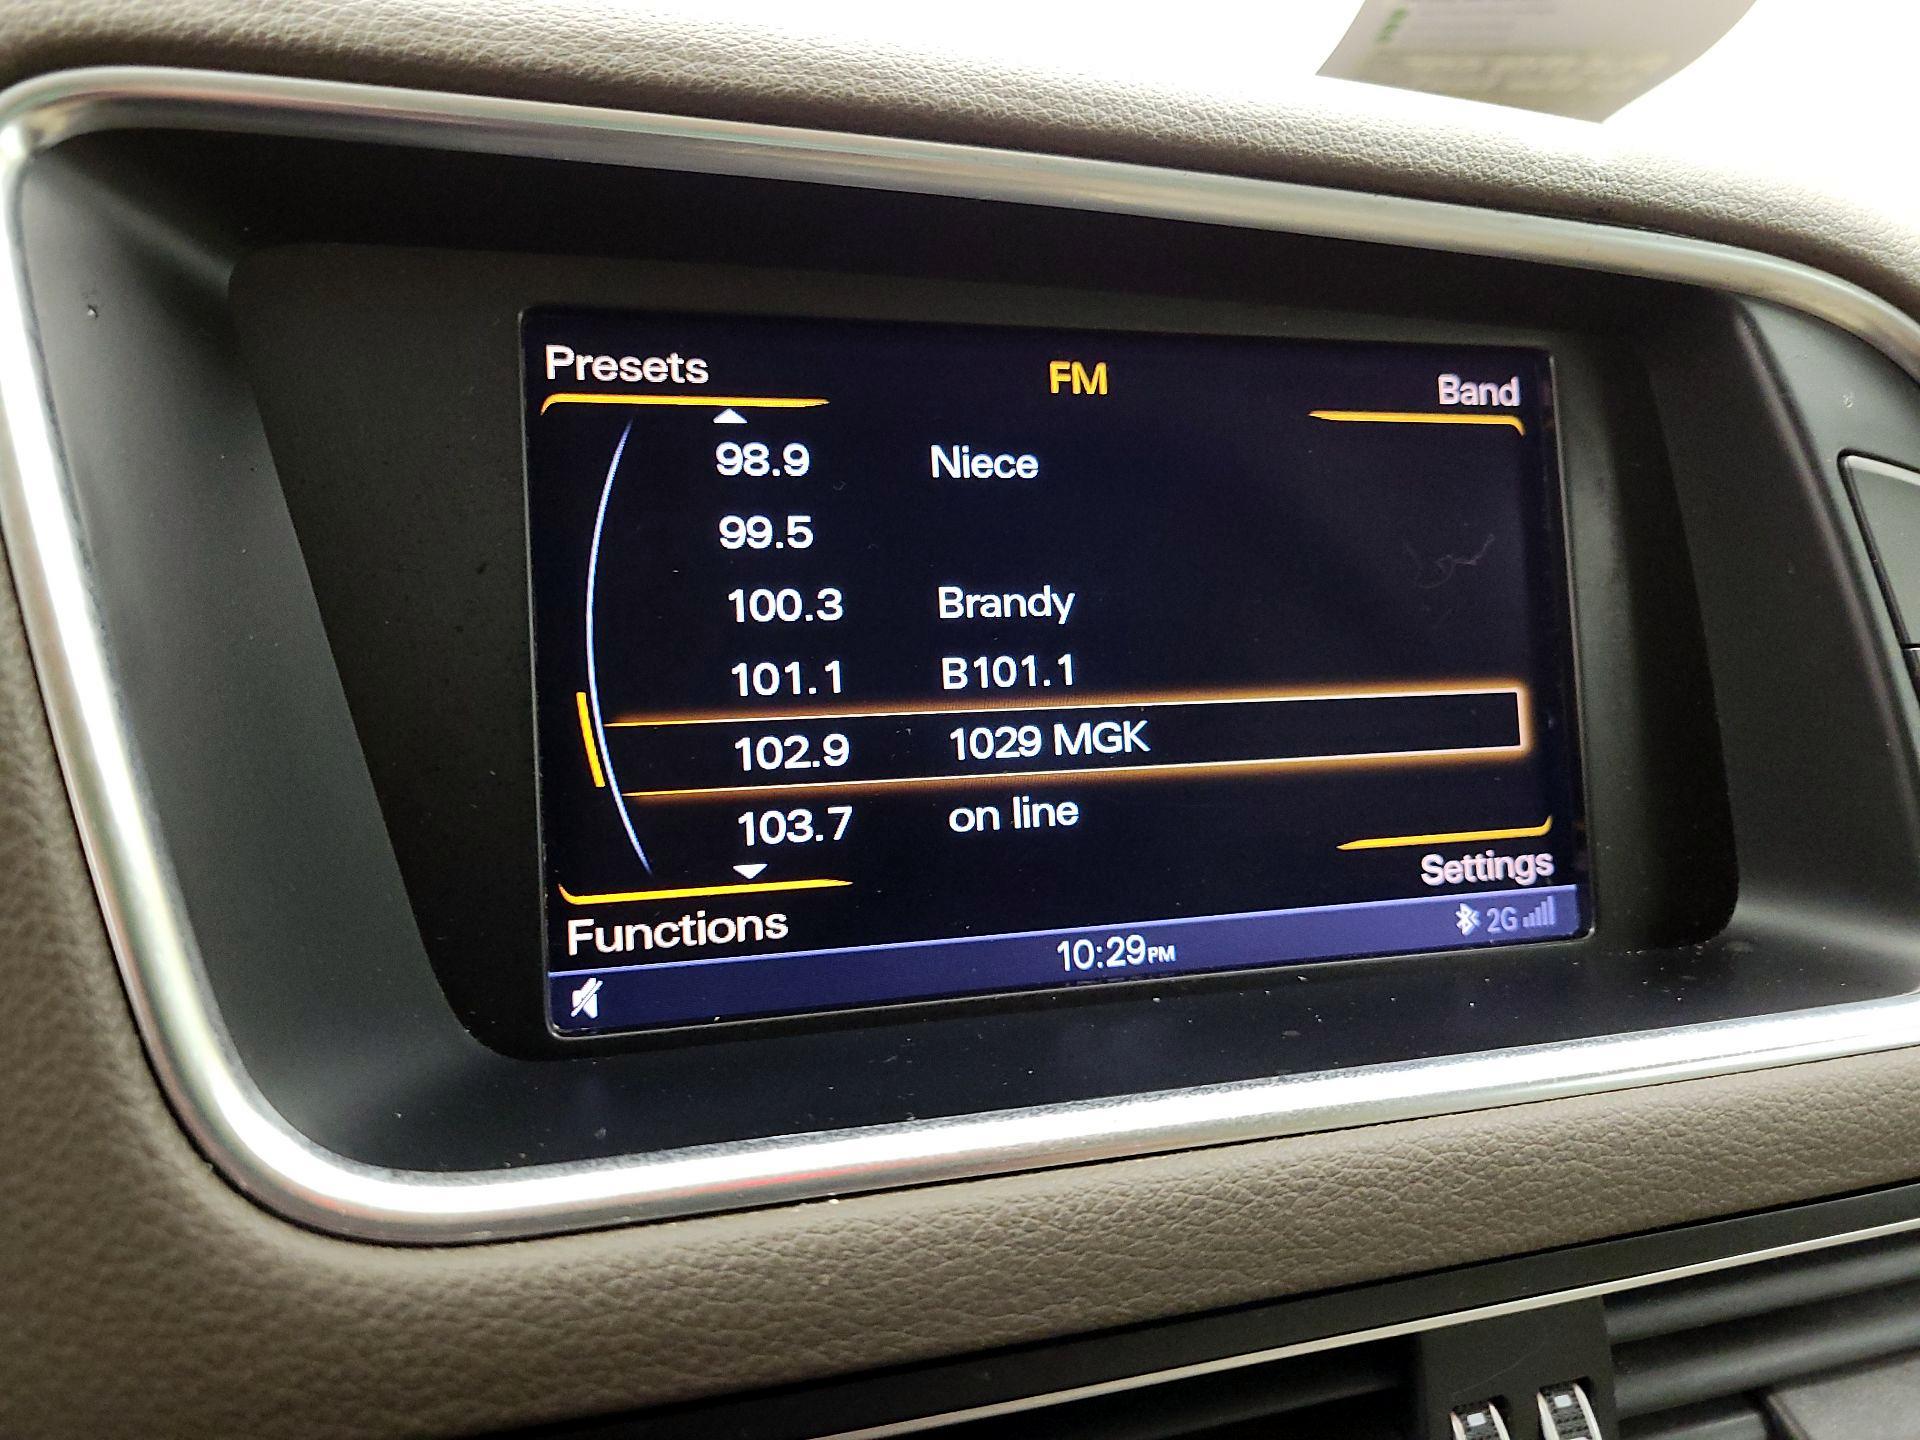 Presets FM Band
98.9 Niece
99.5
100.3 Brandy
101.1 B101.1
102.9 1029 MGK
103.7 on line
Settings
Functions
10:29PM 2G